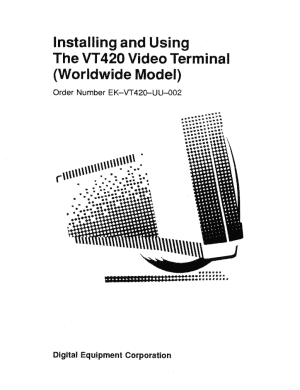 Installing and Using
The VT420 Video Terminal
(Worldwide Model)
Order Number EK–VT420–UU–002
Digital Equipment Corporation